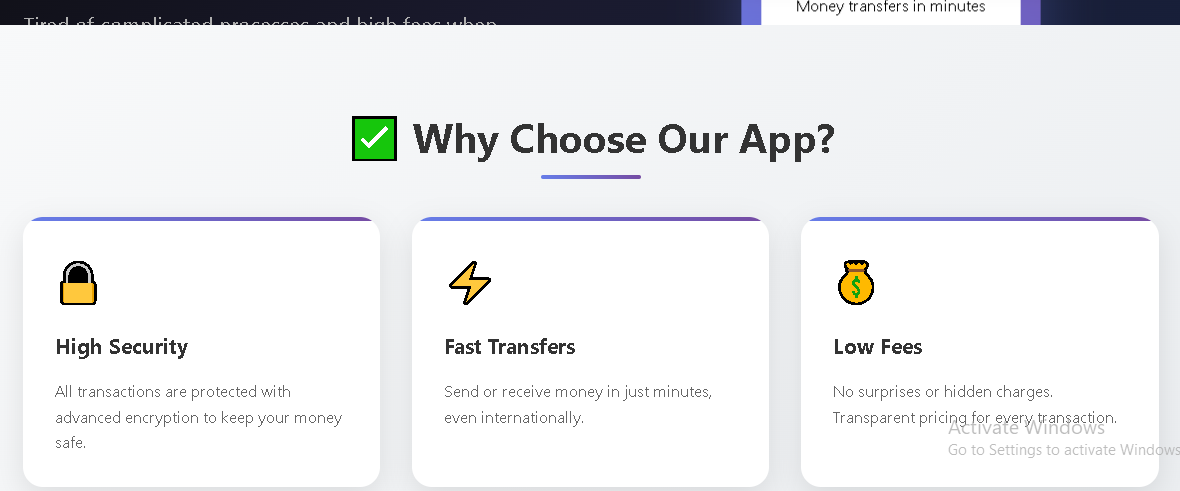 Tired of complicated processes and high fees when
Money transfers in minutes
✅ Why Choose Our App?
High Security
All transactions are protected with
advanced encryption to keep your money
safe.
Fast Transfers
Send or receive money in just minutes,
even internationally.
Low Fees
No surprises or hidden charges.
Transparent pricing for every transaction.
Activate Windows
Go to Settings to activate Windows